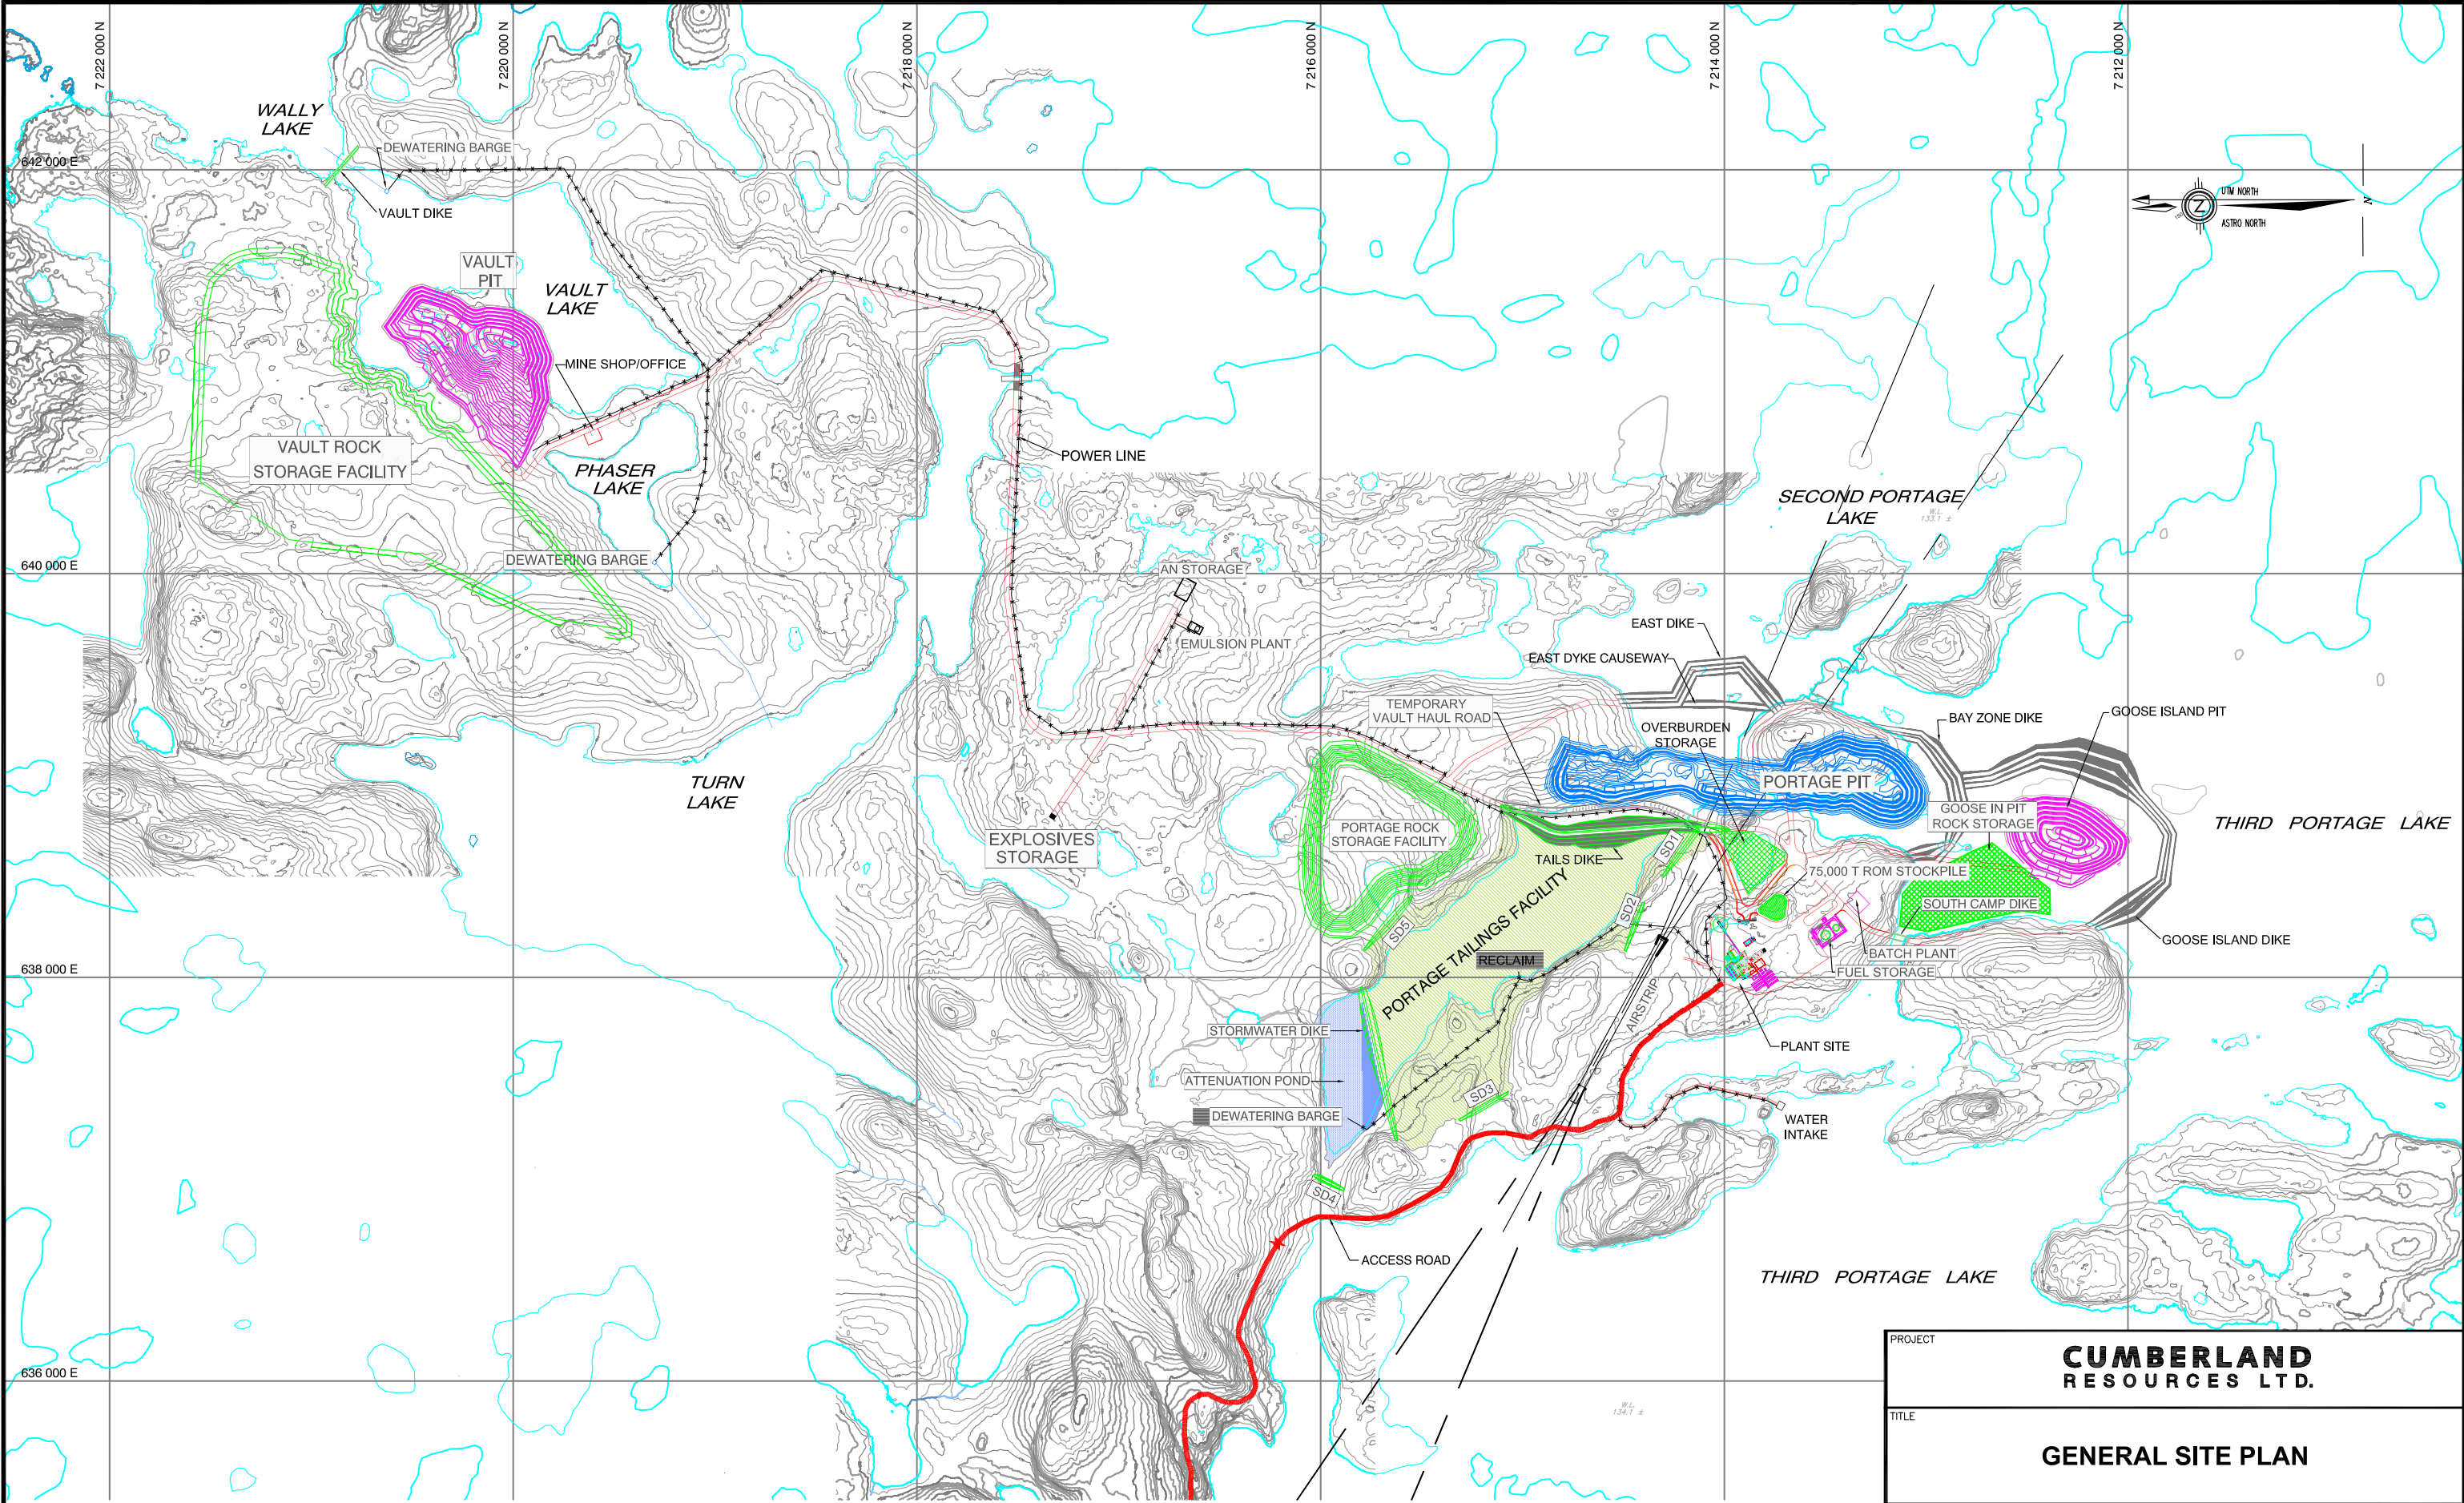 7 222 000 N
7 220 000 N
7 218 000 N
7 216 000 N
7 214 000 N
7 212 000 N
WALLY
LAKE
DEWATERING BARGE
642 000 E
VAULT DIKE
UTM NORTH
Z
N
ASTRO NORTH
VAULT
PIT
VAULT
LAKE
MINE SHOP/OFFICE
VAULT ROCK
STORAGE FACILITY
PHASER
LAKE
POWER LINE
SECOND PORTAGE
LAKE
W.L.
133.1 ±
DEWATERING BARGE
640 000 E
AN STORAGE
EMULSION PLANT
EAST DIKE
EAST DYKE CAUSEWAY
TEMPORARY
VAULT HAUL ROAD
OVERBURDEN
STORAGE
BAY ZONE DIKE
GOOSE ISLAND PIT
TURN
LAKE
PORTAGE PIT
GOOSE IN PIT
ROCK STORAGE
THIRD PORTAGE LAKE
EXPLOSIVES
STORAGE
PORTAGE ROCK
STORAGE FACILITY
TAILS DIKE
SD1
75,000 T ROM STOCKPILE
SOUTH CAMP DIKE
SD2
SD5
PORTAGE TAILINGS FACILITY
RECLAIM
GOOSE ISLAND DIKE
BATCH PLANT
FUEL STORAGE
638 000 E
AIRSTRIP
STORMWATER DIKE
PLANT SITE
ATTENUATION POND
SD3
DEWATERING BARGE
WATER
INTAKE
SD4
ACCESS ROAD
THIRD PORTAGE LAKE
636 000 E
W.L.
134.1 ±
PROJECT
CUMBERLAND
RESOURCES LTD.
TITLE
GENERAL SITE PLAN